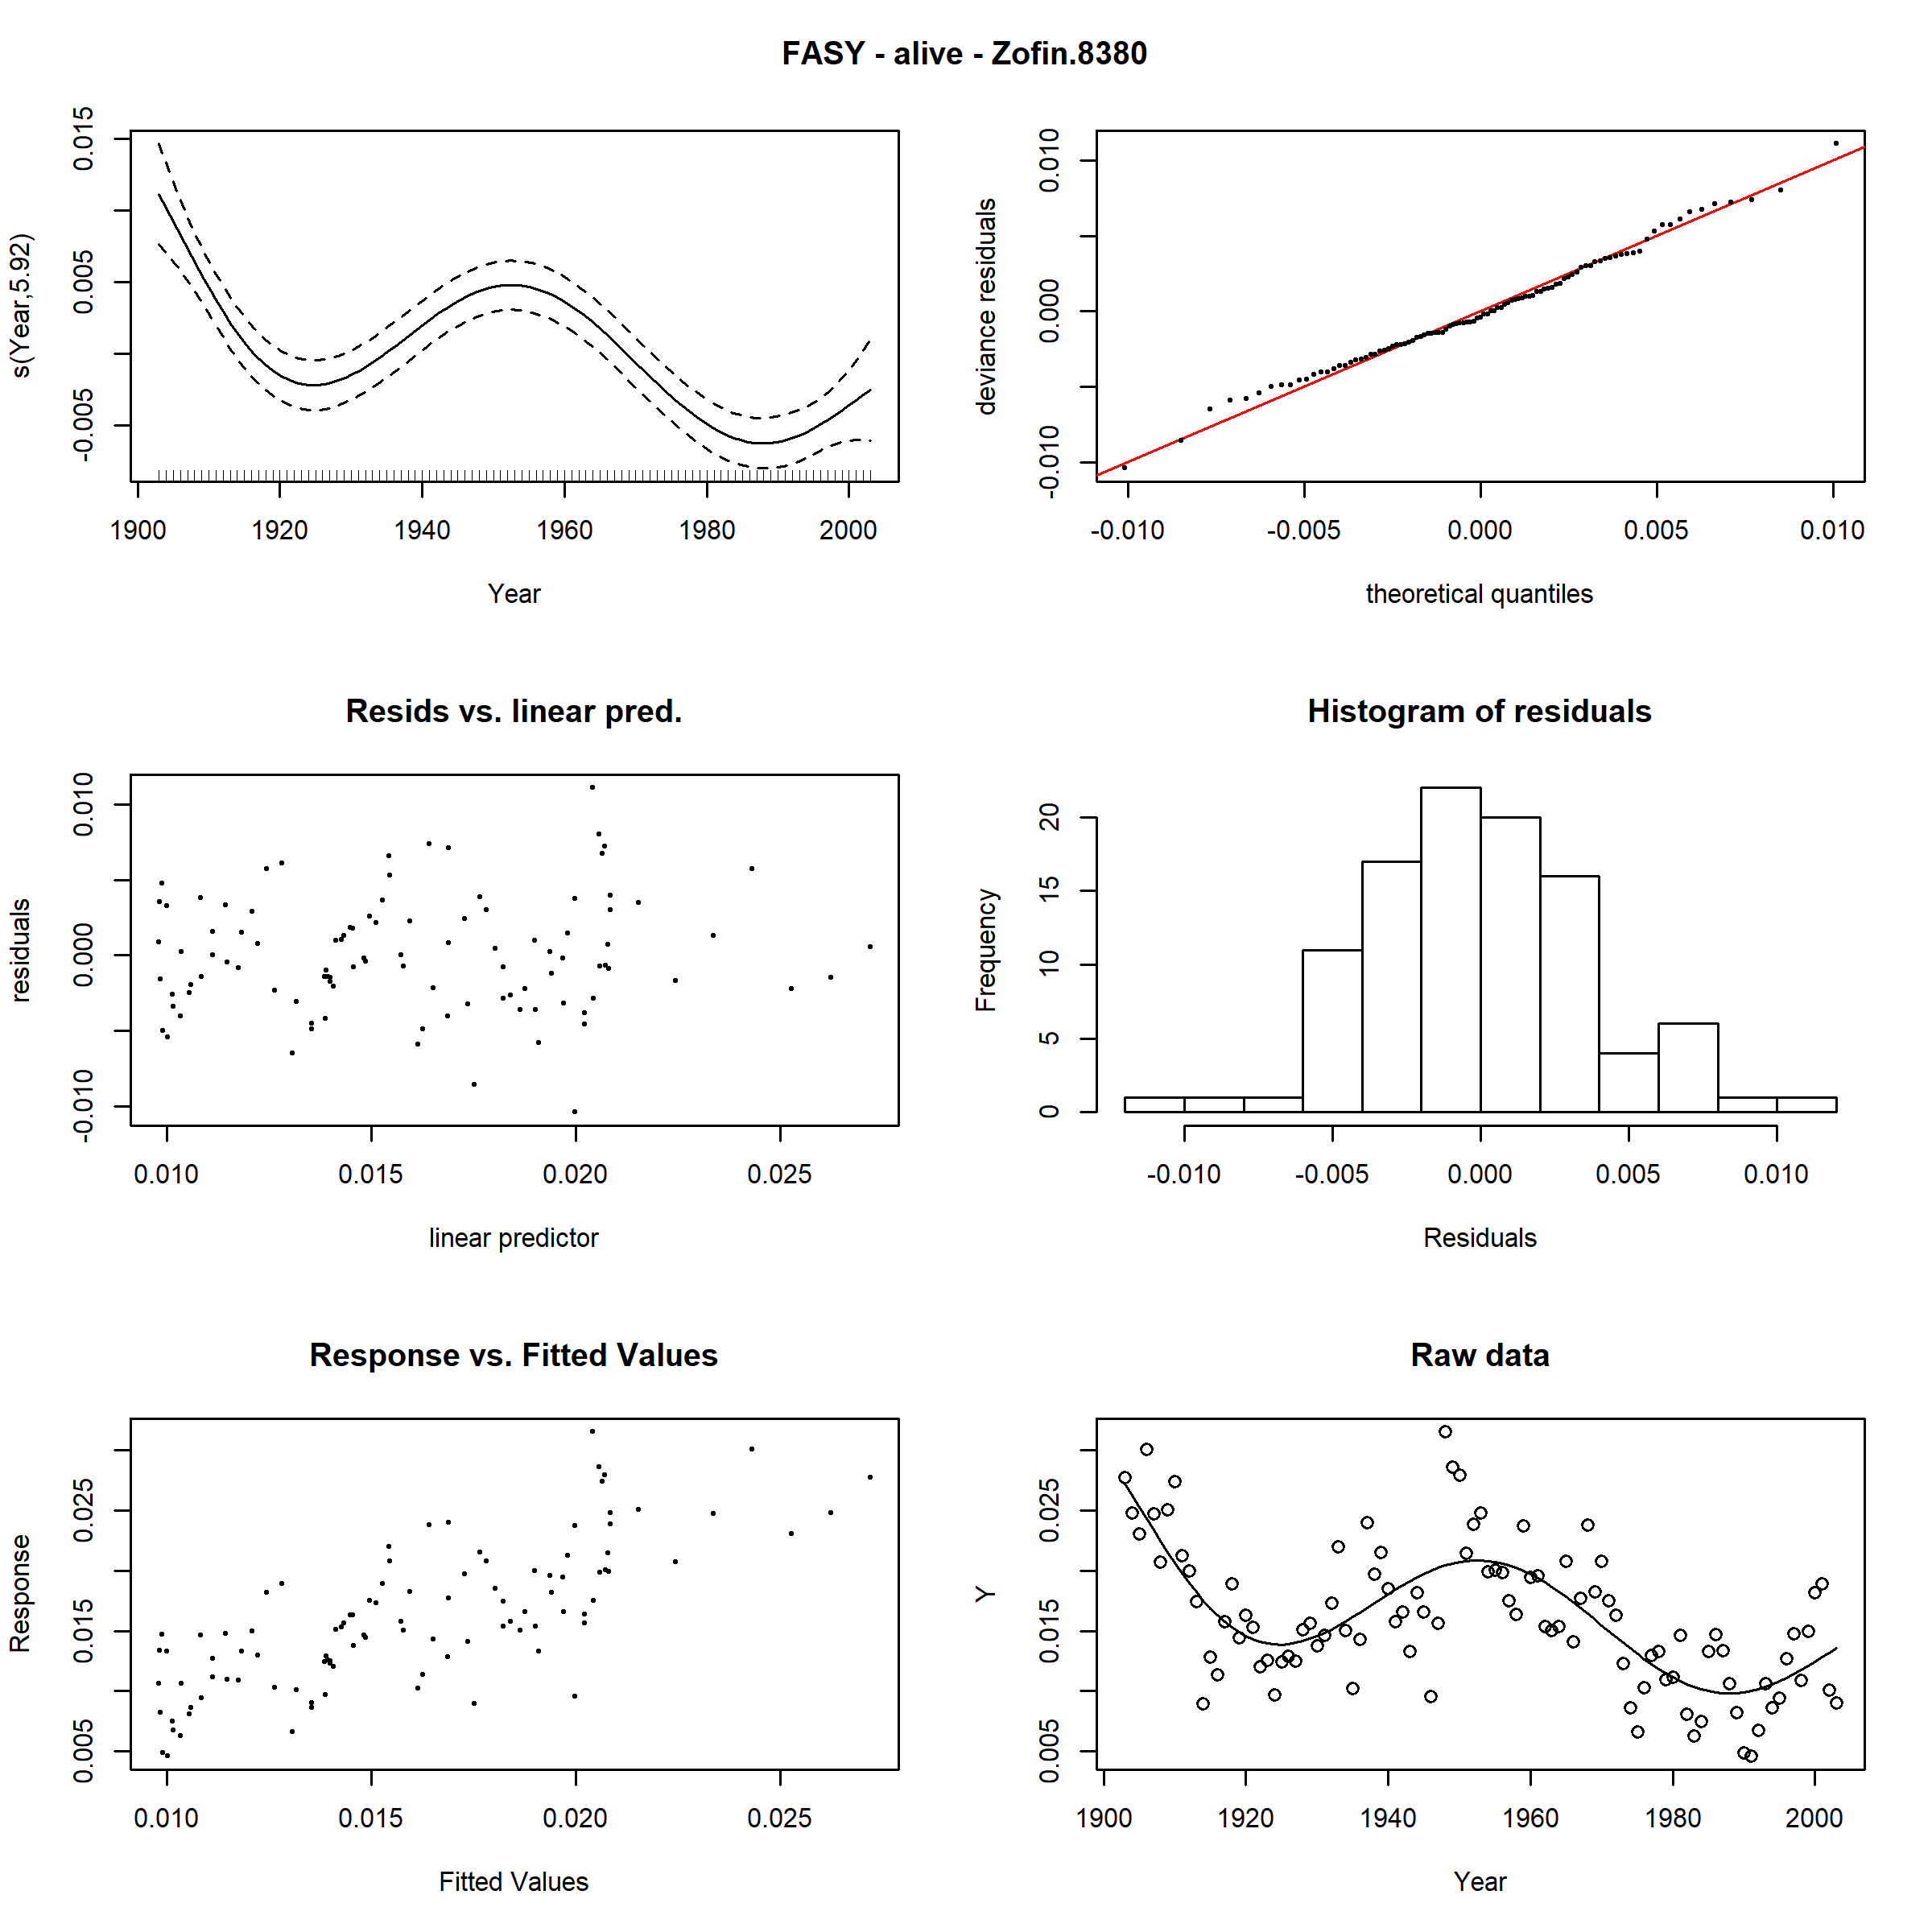 FASY - alive - Zofin.8380
s(Year,5.92)
0.015
0.005
-0.005
1900 1920 1940 1960 1980 2000
Year
deviance residuals
0.010
0.000
-0.010
-0.010 -0.005 0.000 0.005 0.010
theoretical quantiles
Resids vs. linear pred.
residuals
0.010
0.000
-0.010
0.010 0.015 0.020 0.025
linear predictor
Histogram of residuals
Frequency
20
15
10
5
0
-0.010 -0.005 0.000 0.005 0.010
Residuals
Response vs. Fitted Values
Response
0.025
0.015
0.005
0.010 0.015 0.020 0.025
Fitted Values
Raw data
Y
0.025
0.015
0.005
1900 1920 1940 1960 1980 2000
Year